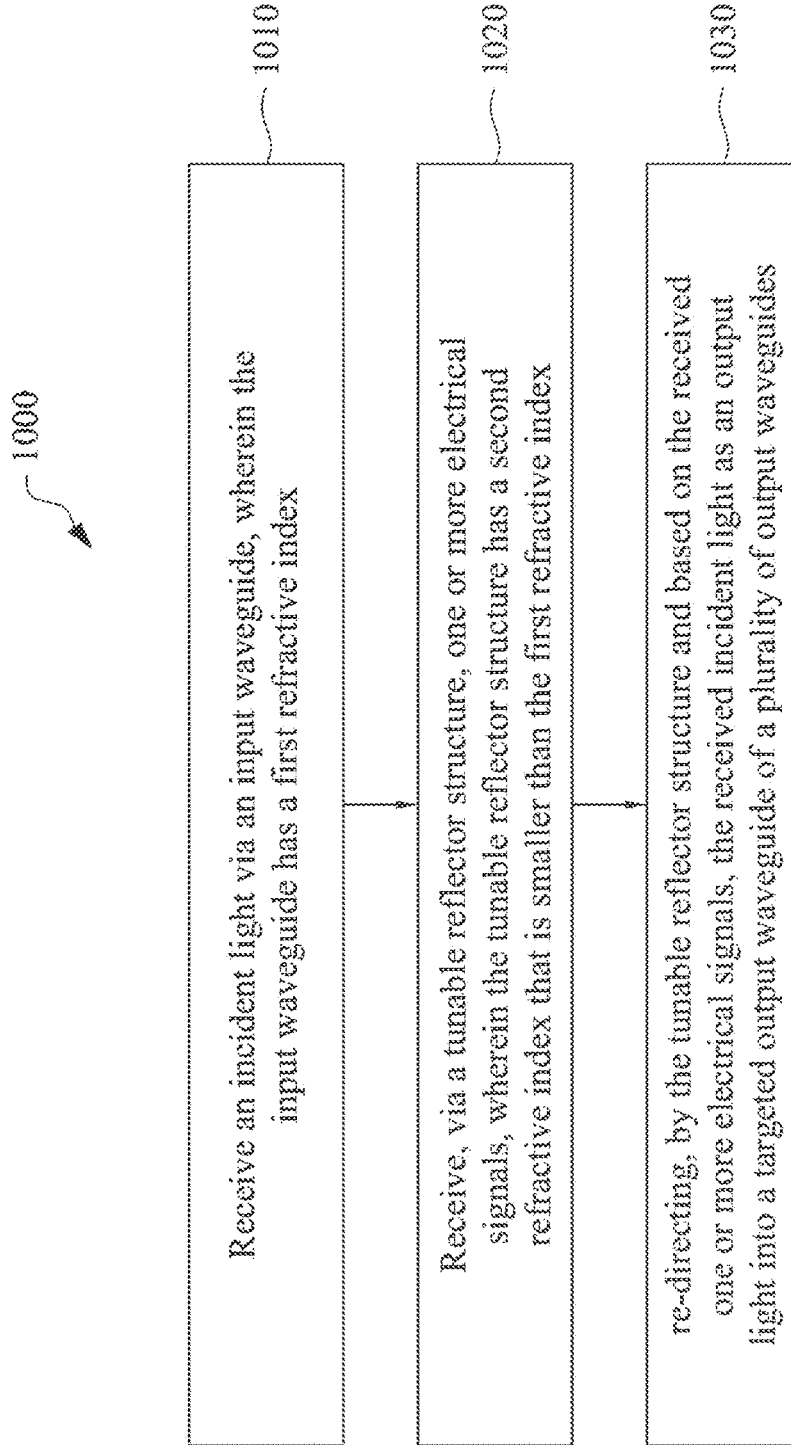 1000
Receive an incident light via an input waveguide, wherein the
input waveguide has a first refractive index
1010
Receive, via a tunable reflector structure, one or more electrical
signals, wherein the tunable reflector structure has a second
refractive index that is smaller than the first refractive index
1020
re-directing, by the tunable reflector structure and based on the received
one or more electrical signals, the received incident light as an output
light into a targeted output waveguide of a plurality of output waveguides
1030